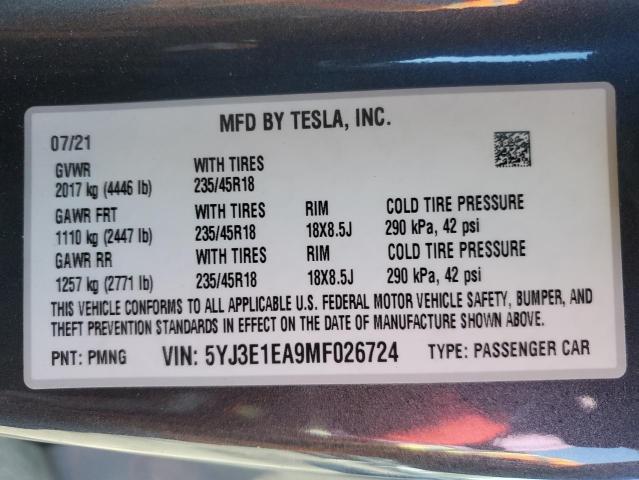 MFD BY TESLA, INC.
07/21
GVWR WITH TIRES
2017 kg (4446 lb) 235/45R18
GAWR FRT WITH TIRES RIM COLD TIRE PRESSURE
1110 kg (2447 lb) 235/45R18 18X8.5J 290 kPa, 42 psi
GAWR RR WITH TIRES RIM COLD TIRE PRESSURE
1257 kg (2771 lb) 235/45R18 18X8.5J 290 kPa, 42 psi
THIS VEHICLE CONFORMS TO ALL APPLICABLE U.S. FEDERAL MOTOR VEHICLE SAFETY, BUMPER, AND
THEFT PREVENTION STANDARDS IN EFFECT ON THE DATE OF MANUFACTURE SHOWN ABOVE.
PNT: PMNG VIN: 5YJ3E1EA9MF026724 TYPE: PASSENGER CAR